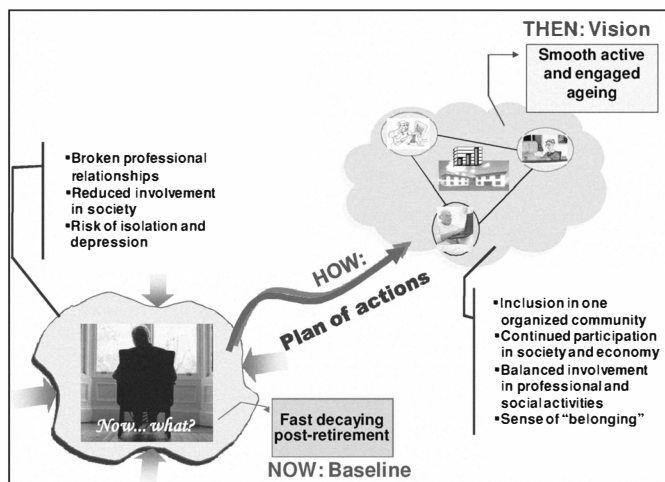 THEN: Vision
Smooth active
and engaged
ageing
▪Broken professional
relationships
▪Reduced involvement
in society
▪Risk of isolation and
depression
HOW:
Plan of actions
▪Inclusion in one
organized community
▪Continued participation
in society and economy
▪Balanced involvement
in professional and
social activities
▪Sense of “belonging”
Now... what?
Fast decaying
post-retirement
NOW: Baseline